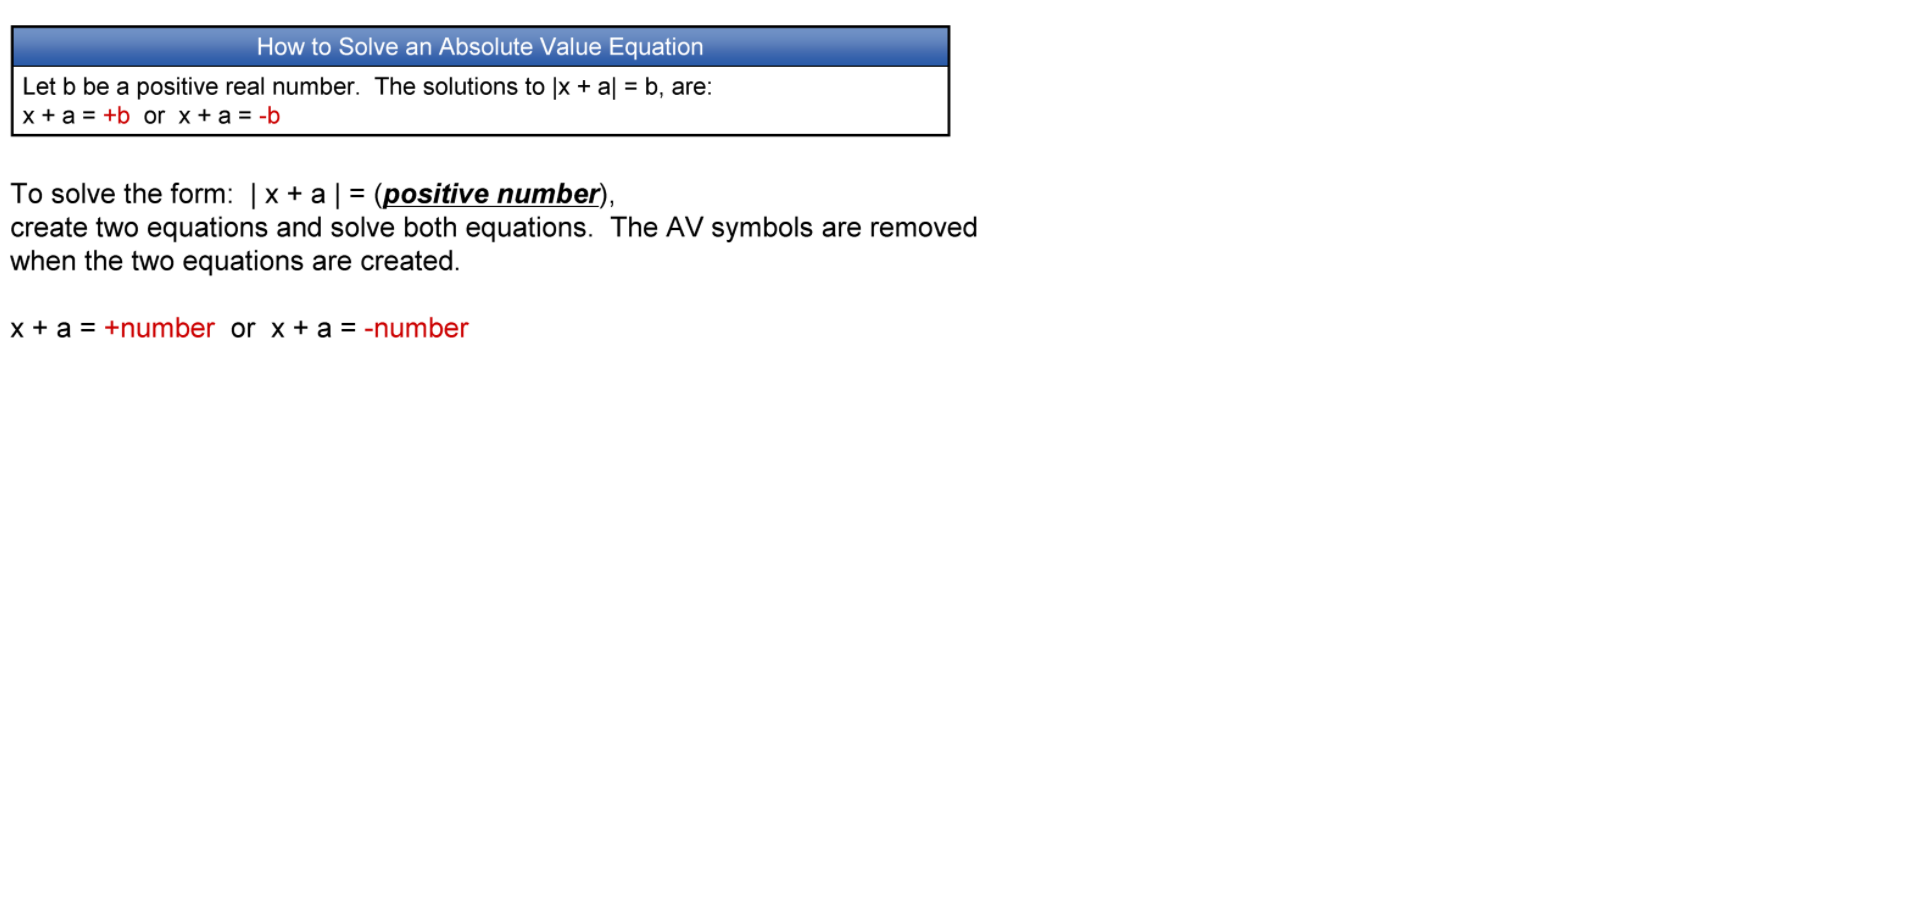 How to Solve an Absolute Value Equation
Let b be a positive real number.  The solutions to |x + a| = b, are:
x + a = +b  or  x + a = -b
To solve the form:  | x + a | = (positive number),
create two equations and solve both equations.  The AV symbols are removed
when the two equations are created.
x + a = +number  or  x + a = -number